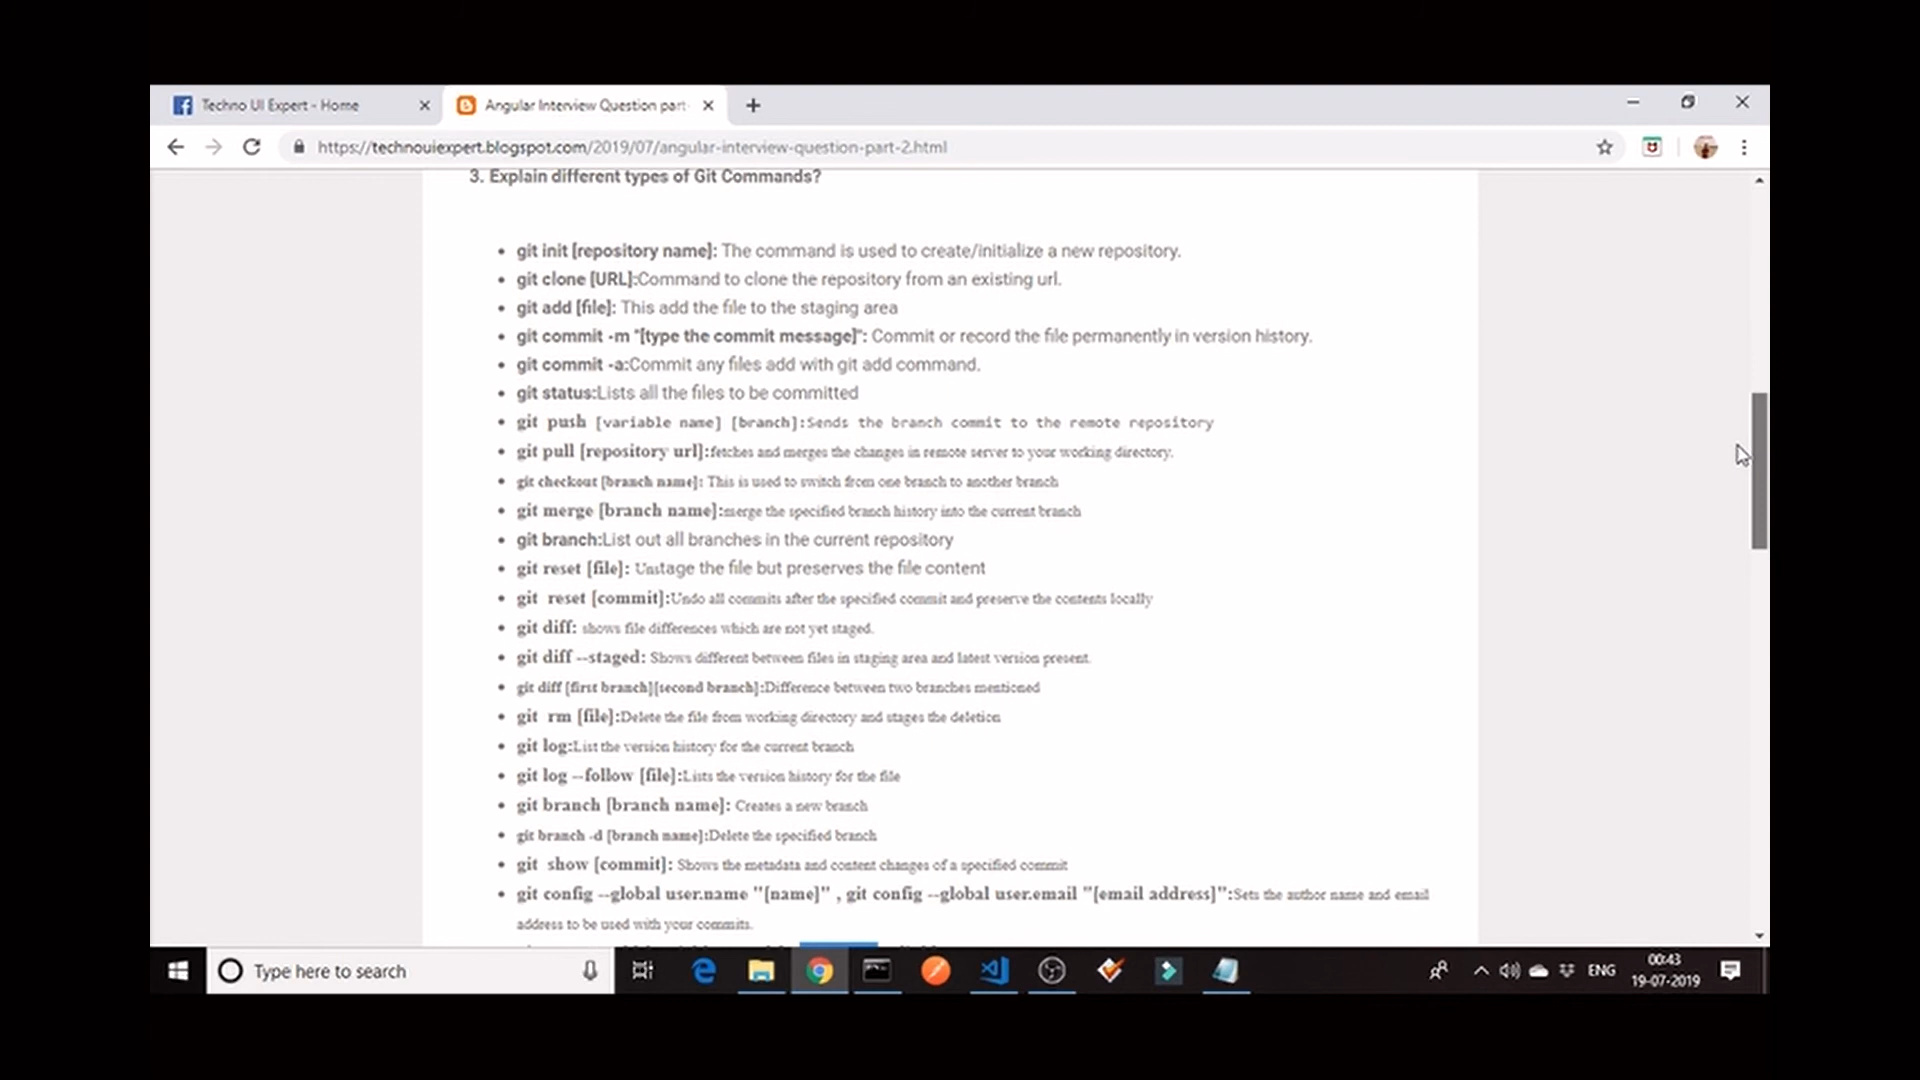 Techno UI Expert - Home
Angular Interview Question part-
https://technouiexpert.blogspot.com/2019/07/angular-interview-question-part-2.html
3. Explain different types of Git Commands?
• git init [repository name]: The command is used to create/initialize a new repository.
• git clone [URL]:Command to clone the repository from an existing url.
• git add [file]: This add the file to the staging area
• git commit -m "[type the commit message]": Commit or record the file permanently in version history.
• git commit -a:Commit any files add with git add command.
• git status:Lists all the files to be committed
• git push [variable name] [branch]:Sends the branch commit to the remote repository
• git pull [repository url]:fetches and merges the changes in remote server to your working directory.
• git checkout [branch name]: This is used to switch from one branch to another branch
• git merge [branch name]:merge the specified branch history into the current branch
• git branch:List out all branches in the current repository
• git reset [file]: Unstage the file but preserves the file content
• git reset [commit]:Undo all commits after the specified commit and preserve the contents locally
• git diff: shows file differences which are not yet staged.
• git diff --staged: Shows different between files in staging area and latest version present.
• git diff [first branch][second branch]:Difference between two branches mentioned
• git rm [file]:Delete the file from working directory and stages the deletion
• git log:List the version history for the current branch
• git log --follow [file]:Lists the version history for the file
• git branch [branch name]: Creates a new branch
• git branch -d [branch name]:Delete the specified branch
• git show [commit]: Shows the metadata and content changes of a specified commit
• git config --global user.name "[name]" , git config --global user.email "[email address]":Sets the author name and email
address to be used with your commits.
Type here to search
ENG
00:43
19-07-2019